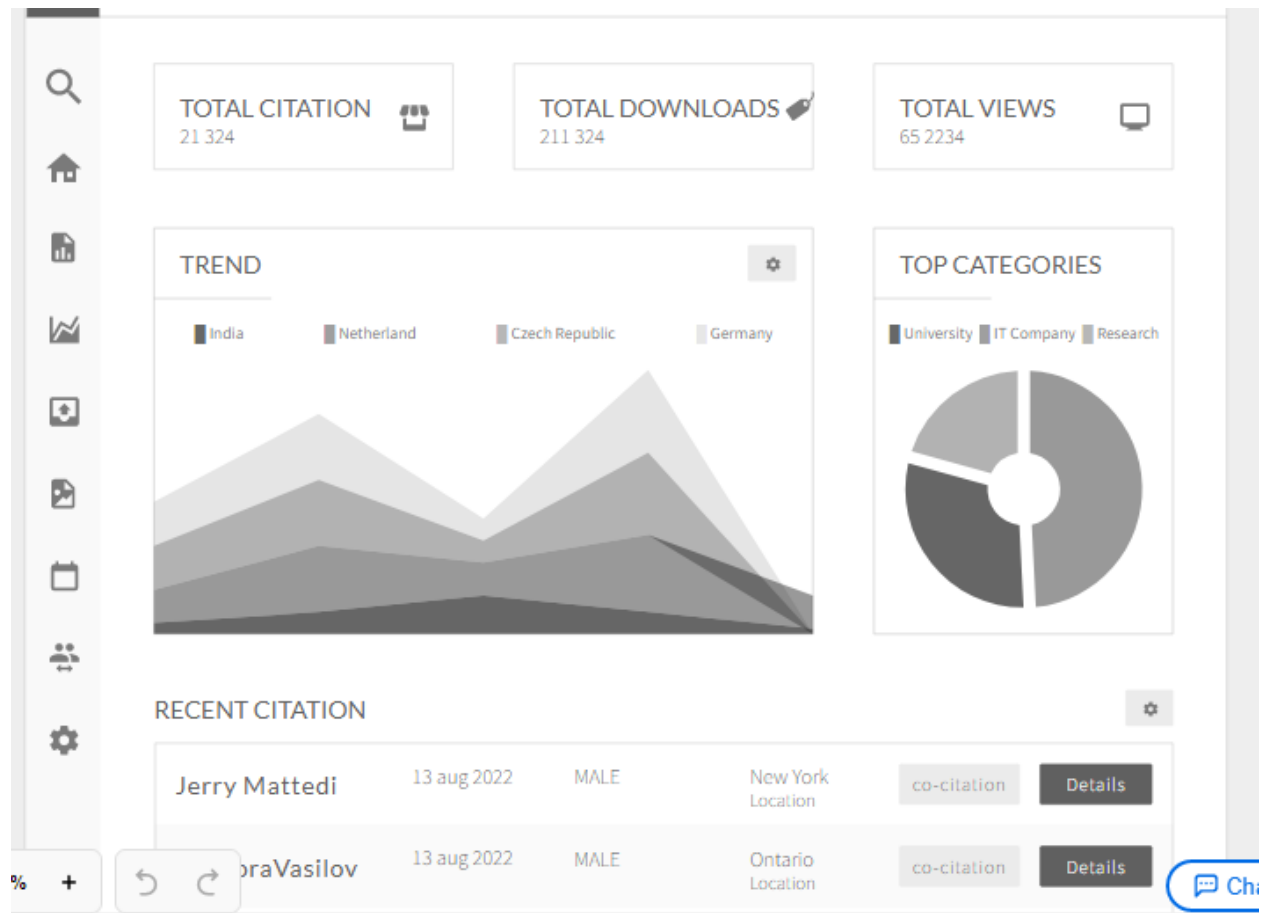 TOTAL CITATION
21 324
TOTAL DOWNLOADS
211 324
TOTAL VIEWS
65 2234
TREND
India Netherland Czech Republic Germany
TOP CATEGORIES
University IT Company Research
RECENT CITATION
Jerry Mattedi 13 aug 2022 MALE New York co-citation Details
Location
13 aug 2022 MALE Ontario co-citation Details
Location
% +